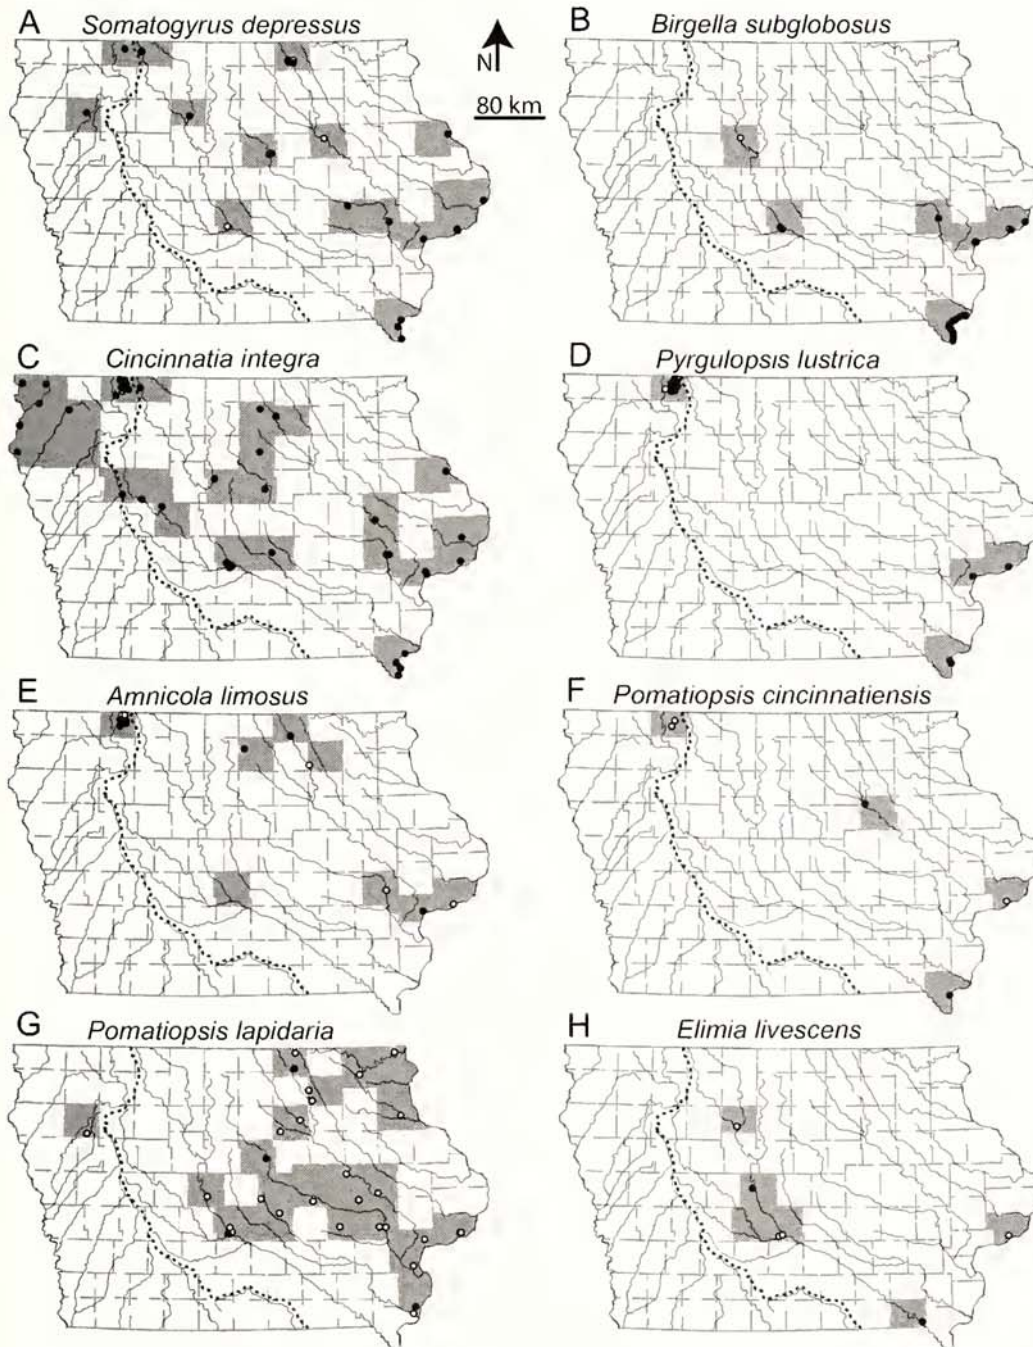 A Somatogyrus depressus
N
80 km
B Birgella subglobosus
C Cincinnatia integra
D Pyrgulopsis lustrica
E Amnicola limosus
F Pomatiopsis cincinnatiensis
G Pomatiopsis lapidaria
H Elimia livescens